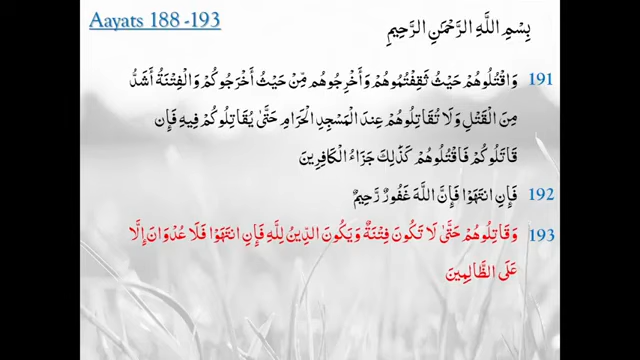 Aayats 188 -193
بِسْمِ اللَّهِ الرَّحْمَٰنِ الرَّحِيمِ
191 وَاقْتُلُوهُمْ حَيْثُ ثَقِفْتُمُوهُمْ وَأَخْرِجُوهُم مِّنْ حَيْثُ أَخْرَجُوكُمْ وَالْفِتْنَةُ أَشَدُّ
مِنَ الْقَتْلِ وَلَا تُقَاتِلُوهُمْ عِندَ الْمَسْجِدِ الْحَرَامِ حَتَّىٰ يُقَاتِلُوكُمْ فِيهِ فَإِن
قَاتَلُوكُمْ فَاقْتُلُوهُمْ كَذَٰلِكَ جَزَاءُ الْكَافِرِينَ
192 فَإِنِ انتَهَوْا فَإِنَّ اللَّهَ غَفُورٌ رَّحِيمٌ
193 وَقَاتِلُوهُمْ حَتَّىٰ لَا تَكُونَ فِتْنَةٌ وَيَكُونَ الدِّينُ لِلَّهِ فَإِنِ انتَهَوْا فَلَا عُدْوَانَ إِلَّا
عَلَى الظَّالِمِينَ